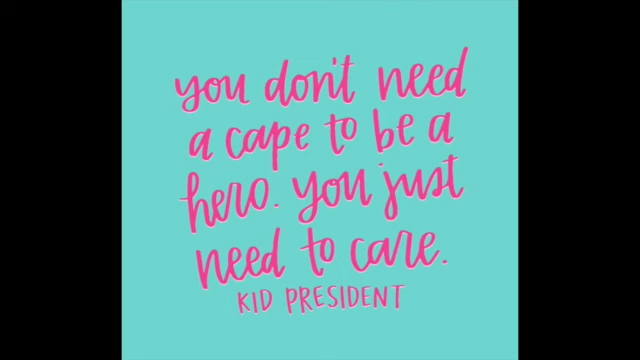 you don't need
a cape to be a
hero. you just
need to care.
KID PRESIDENT